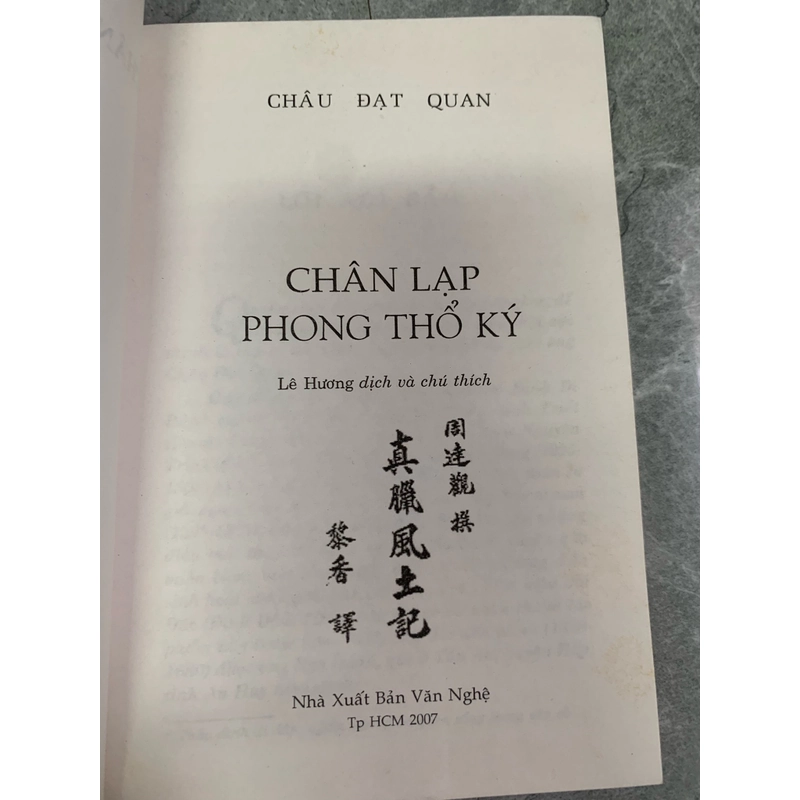 CHÂU ĐẠT QUAN
CHÂN LẠP
PHONG THỔ KÝ
Lê Hương dịch và chú thích
周達觀 撰
真臘風土記
黎香 譯
Nhà Xuất Bản Văn Nghệ
Tp HCM 2007